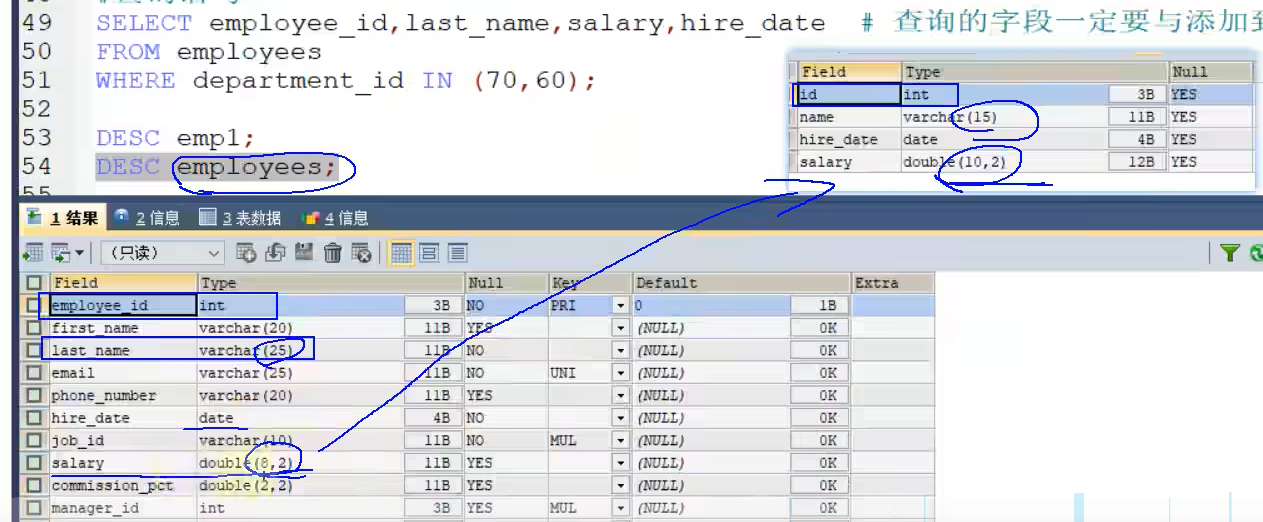 49 SELECT employee_id,last_name,salary,hire_date # 查询的字段一定要与添加到
50 FROM employees
51 WHERE department_id IN (70,60);
52
53 DESC emp1;
54 DESC employees;
55
Field Type Null
id int 3B YES
name varchar(15) 11B YES
hire_date date 4B YES
salary double(10,2) 12B YES
1 结果 2 信息 3 表数据 4 信息
(只读)
Field Type Null Key Default Extra
employee_id int 3B NO PRI 0 1B
first_name varchar(20) 11B YES (NULL) 0K
last_name varchar(25) 11B NO (NULL) 0K
email varchar(25) 11B NO UNI (NULL) 0K
phone_number varchar(20) 11B YES (NULL) 0K
hire_date date 4B NO (NULL) 0K
job_id varchar(10) 11B NO MUL (NULL) 0K
salary double(8,2) 11B YES (NULL) 0K
commission_pct double(2,2) 11B YES (NULL) 0K
manager_id int 3B YES MUL (NULL) 0K